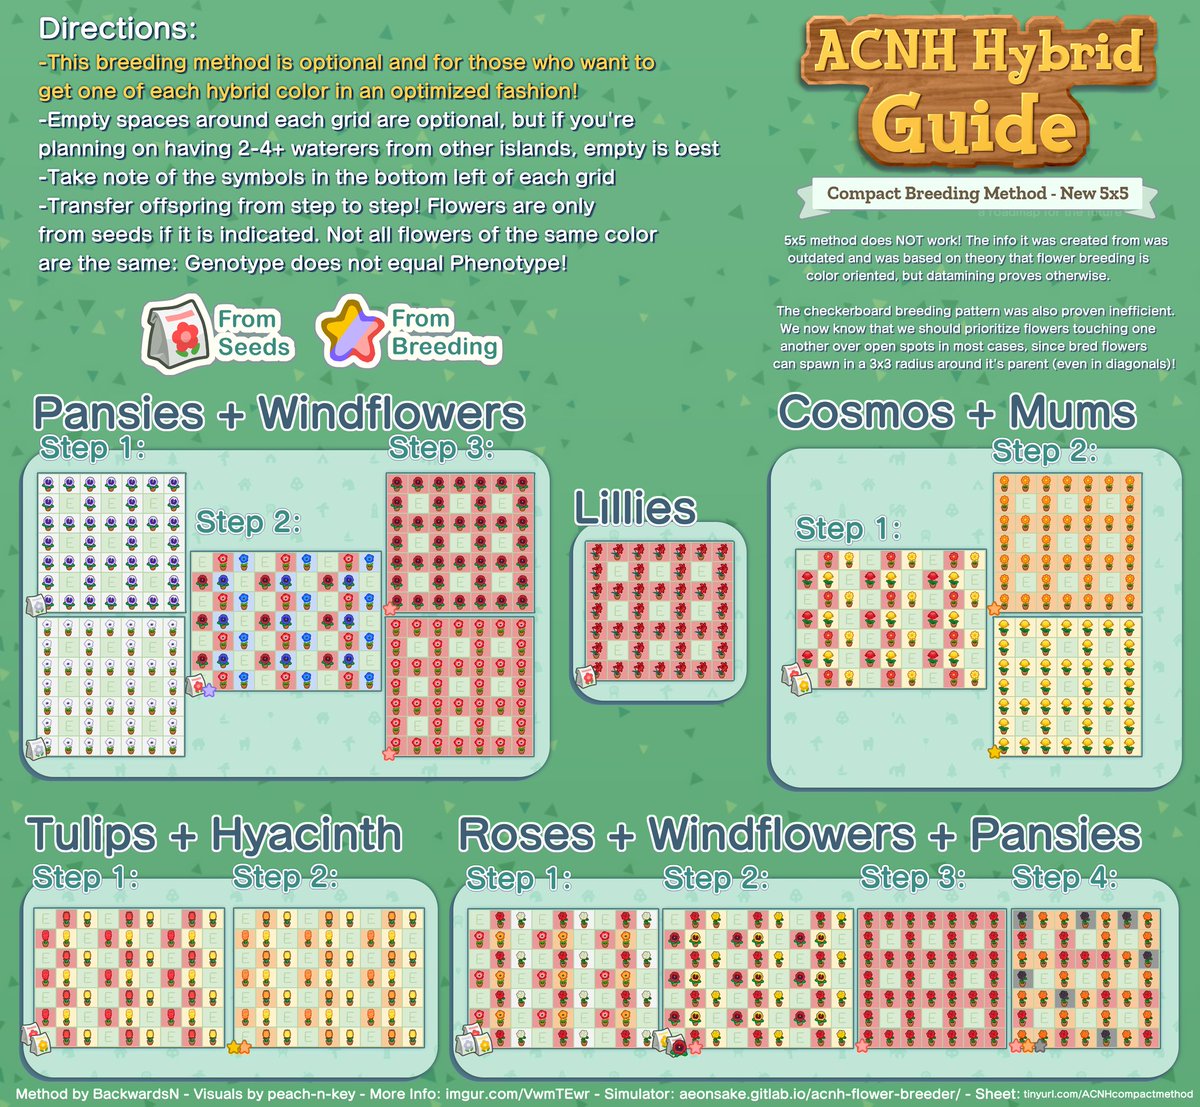 Directions:
-This breeding method is optional and for those who want to
get one of each hybrid color in an optimized fashion!
-Empty spaces around each grid are optional, but if you're
planning on having 2-4+ waterers from other islands, empty is best
-Take note of the symbols in the bottom left of each grid
-Transfer offspring from step to step! Flowers are only
from seeds if it is indicated. Not all flowers of the same color
are the same: Genotype does not equal Phenotype!
From
Seeds
From
Breeding
ACNH Hybrid
Guide
Compact Breeding Method - New 5x5
a roadmap for the future
5x5 method does NOT work! The info it was created from was
outdated and was based on theory that flower breeding is
color oriented, but datamining proves otherwise.
The checkerboard breeding pattern was also proven inefficient.
We now know that we should prioritize flowers touching one
another over open spots in most cases, since bred flowers
can spawn in a 3x3 radius around it's parent (even in diagonals)!
Pansies + Windflowers
Step 1:
Step 2:
Step 3:
Lillies
Cosmos + Mums
Step 1:
Step 2:
Tulips + Hyacinth
Step 1:
Step 2:
Roses + Windflowers + Pansies
Step 1:
Step 2:
Step 3:
Step 4:
Method by BackwardsN - Visuals by peach-n-key - More Info: imgur.com/VwmTEwr - Simulator: aeonsake.gitlab.io/acnh-flower-breeder/ - Sheet: tinyurl.com/ACNHcompactmethod